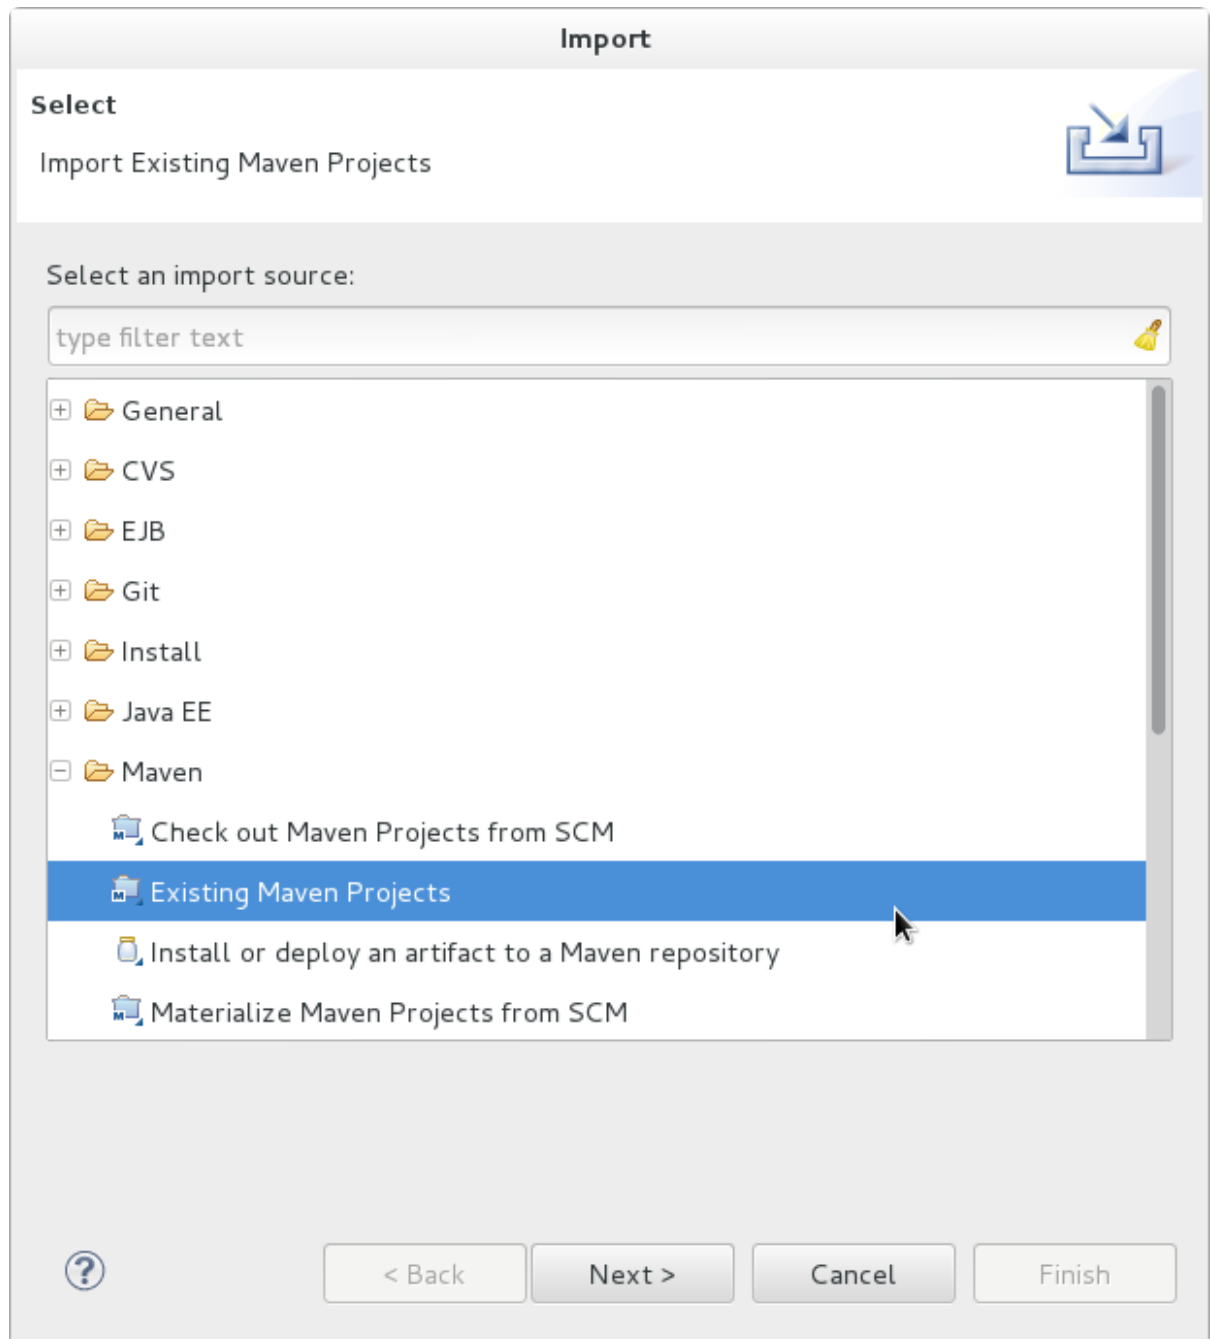 Import
Select
Import Existing Maven Projects
Select an import source:
type filter text
General
CVS
EJB
Git
Install
Java EE
Maven
Check out Maven Projects from SCM
Existing Maven Projects
Install or deploy an artifact to a Maven repository
Materialize Maven Projects from SCM
? < Back Next > Cancel Finish